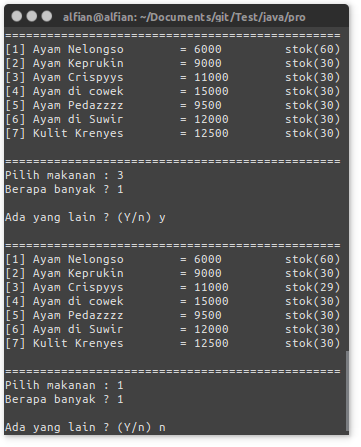 alfian@alfian: ~/Documents/git/Test/java/pro
========================================
[1] Ayam Nelongso = 6000 stok(60)
[2] Ayam Keprukin = 9000 stok(30)
[3] Ayam Crispyys = 11000 stok(30)
[4] Ayam di cowek = 15000 stok(30)
[5] Ayam Pedazzzz = 9500 stok(30)
[6] Ayam di Suwir = 12000 stok(30)
[7] Kulit Krenyes = 12500 stok(30)
========================================
Pilih makanan : 3
Berapa banyak ? 1
Ada yang lain ? (Y/n) y
========================================
[1] Ayam Nelongso = 6000 stok(60)
[2] Ayam Keprukin = 9000 stok(30)
[3] Ayam Crispyys = 11000 stok(29)
[4] Ayam di cowek = 15000 stok(30)
[5] Ayam Pedazzzz = 9500 stok(30)
[6] Ayam di Suwir = 12000 stok(30)
[7] Kulit Krenyes = 12500 stok(30)
========================================
Pilih makanan : 1
Berapa banyak ? 1
Ada yang lain ? (Y/n) n